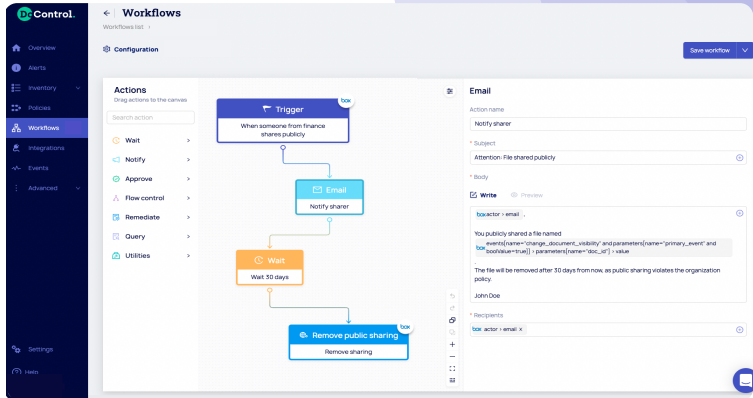 DoControl.
Overview
Alerts
Inventory
Policies
Workflows
Integrations
Events
Advanced
Settings
Help
Workflows
Workflows list >
Configuration
Save workflow
Actions
Drag actions to the canvas
Search action
Wait >
Notify >
Approve >
Flow control >
Remediate >
Query >
Utilities >
box
Trigger
When someone from finance
shares publicly
Email
Notify sharer
Wait
Wait 30 days
box
Remove public sharing
Remove sharing
Email
Action name
Notify sharer
* Subject
Attention: File shared publicly
* Body
Write
Preview
box actor > email ,
You publicly shared a file named
box events[name="change_document_visibility" and parameters[name="primary_event" and
boolValue=true]] > parameters[name="doc_id"] > value
.
The file will be removed after 30 days from now, as public sharing violates the organization
policy.
John Doe
* Recipients
box actor > email ×